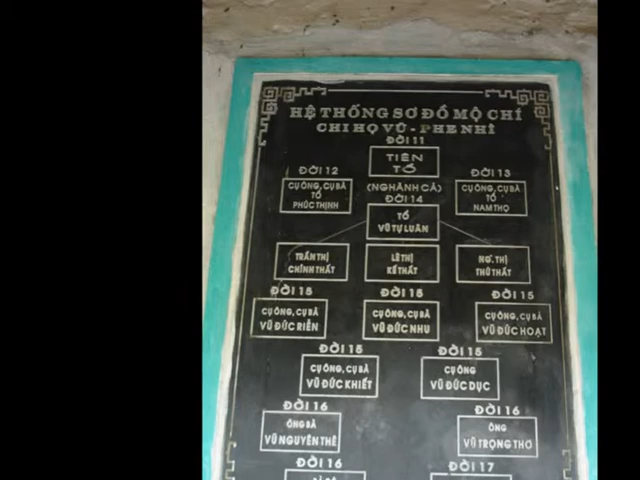 HỆ THỐNG SƠ ĐỒ MỘ CHÍ
CHI HỌ VŨ - PHE NHÌ
ĐỜI 11
TIÊN
TỔ
ĐỜI 12
CỤ ÔNG, CỤ BÀ
TỔ
PHÚC THỊNH
ĐỜI 13
CỤ ÔNG, CỤ BÀ
TỔ
NAM THỌ
(NGHÀNH CẢ)
ĐỜI 14
TỔ
VŨ TỰ LUÂN
TRẦN THỊ
CHÍNH THẤT
LÊ THỊ
KẾ THẤT
NGÔ THỊ
THỨ THẤT
ĐỜI 15
CỤ ÔNG, CỤ BÀ
VŨ ĐỨC RIỄN
ĐỜI 15
CỤ ÔNG, CỤ BÀ
VŨ ĐỨC NHU
ĐỜI 15
CỤ ÔNG, CỤ BÀ
VŨ ĐỨC HOẠT
ĐỜI 15
CỤ ÔNG, CỤ BÀ
VŨ ĐỨC KHIẾT
ĐỜI 15
CỤ ÔNG
VŨ ĐỨC DỤC
ĐỜI 16
ÔNG BÀ
VŨ NGUYÊN THÊ
ĐỜI 16
ÔNG
VŨ TRỌNG THƠ
ĐỜI 16
ĐỜI 17